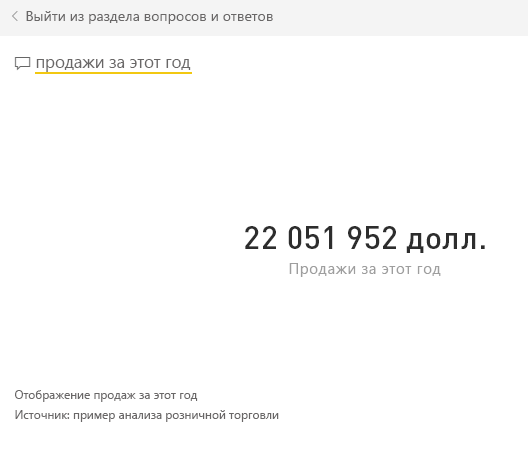 Выйти из раздела вопросов и ответов
продажи за этот год
22 051 952 долл.
Продажи за этот год
Отображение продаж за этот год
Источник: пример анализа розничной торговли